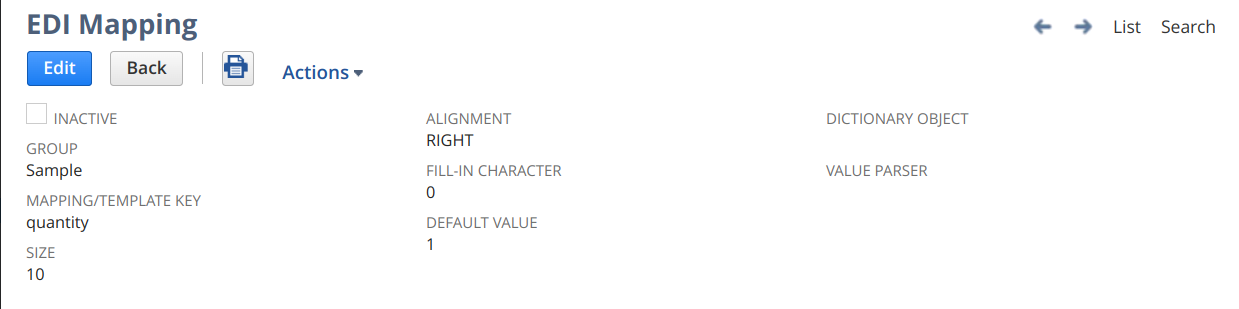 EDI Mapping
List Search
Edit Back Actions
INACTIVE
GROUP
Sample
MAPPING/TEMPLATE KEY
quantity
SIZE
10
ALIGNMENT
RIGHT
FILL-IN CHARACTER
0
DEFAULT VALUE
1
DICTIONARY OBJECT
VALUE PARSER